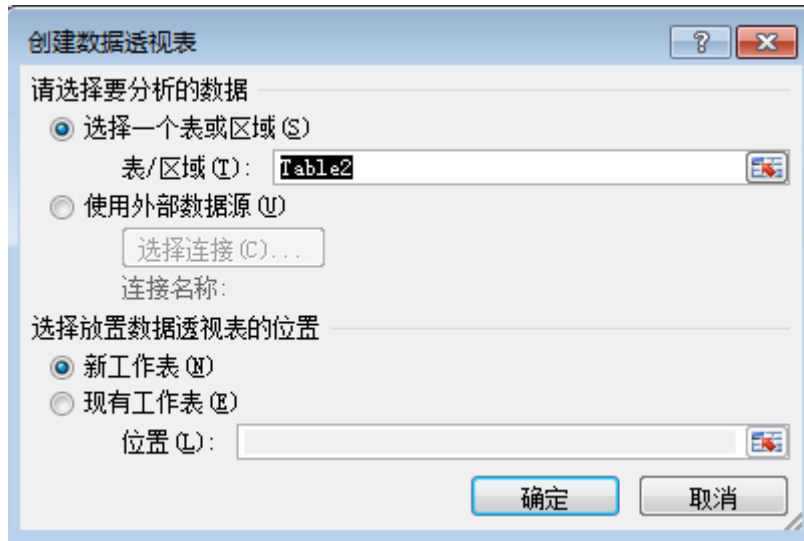 创建数据透视表
请选择要分析的数据
选择一个表或区域(S)
表/区域(T): Table2
使用外部数据源(U)
选择连接(C)...
连接名称:
选择放置数据透视表的位置
新工作表(N)
现有工作表(E)
位置(L):
确定 取消